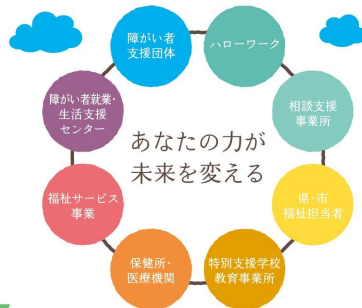 障がい者
支援団体
ハローワーク
障がい者就業・
生活支援
センター
相談支援
事業所
あなたの力が
未来を変える
福祉サービス
事業
県・市
福祉担当者
保健所・
医療機関
特別支援学校
教育事業所